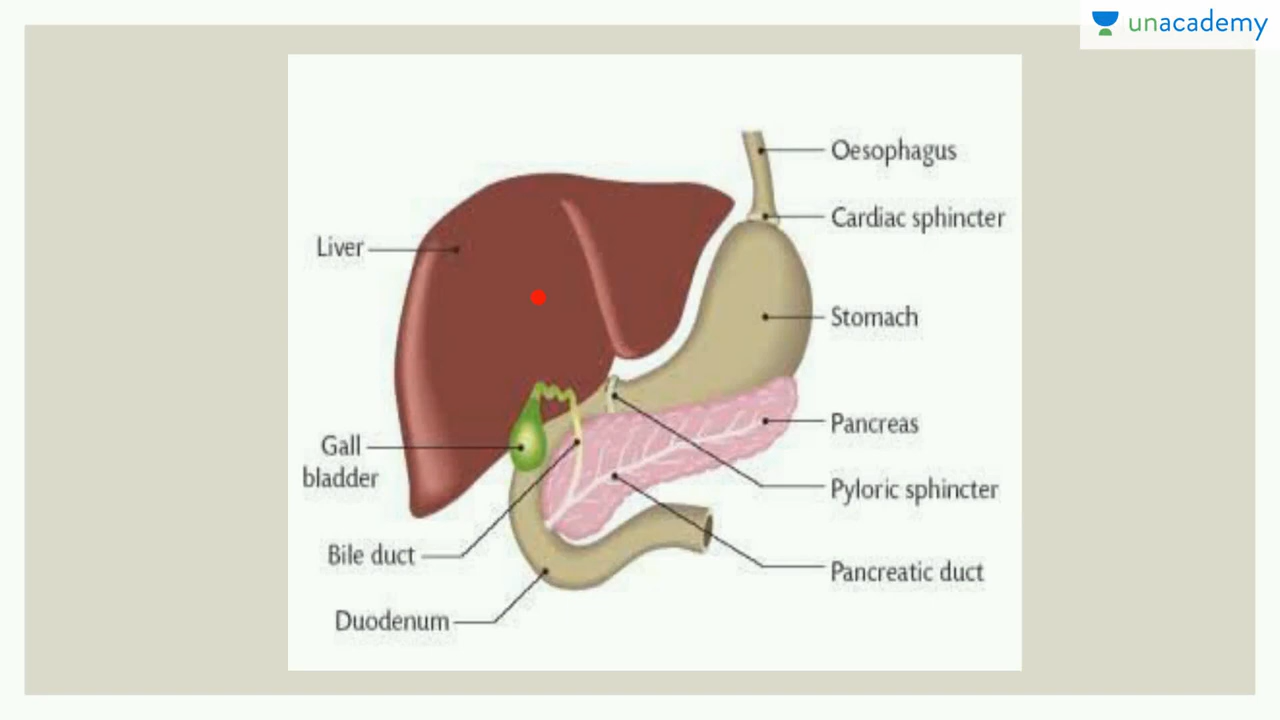 unacademy
Oesophagus
Cardiac sphincter
Liver
Stomach
Pancreas
Gall
bladder
Pyloric sphincter
Bile duct
Pancreatic duct
Duodenum